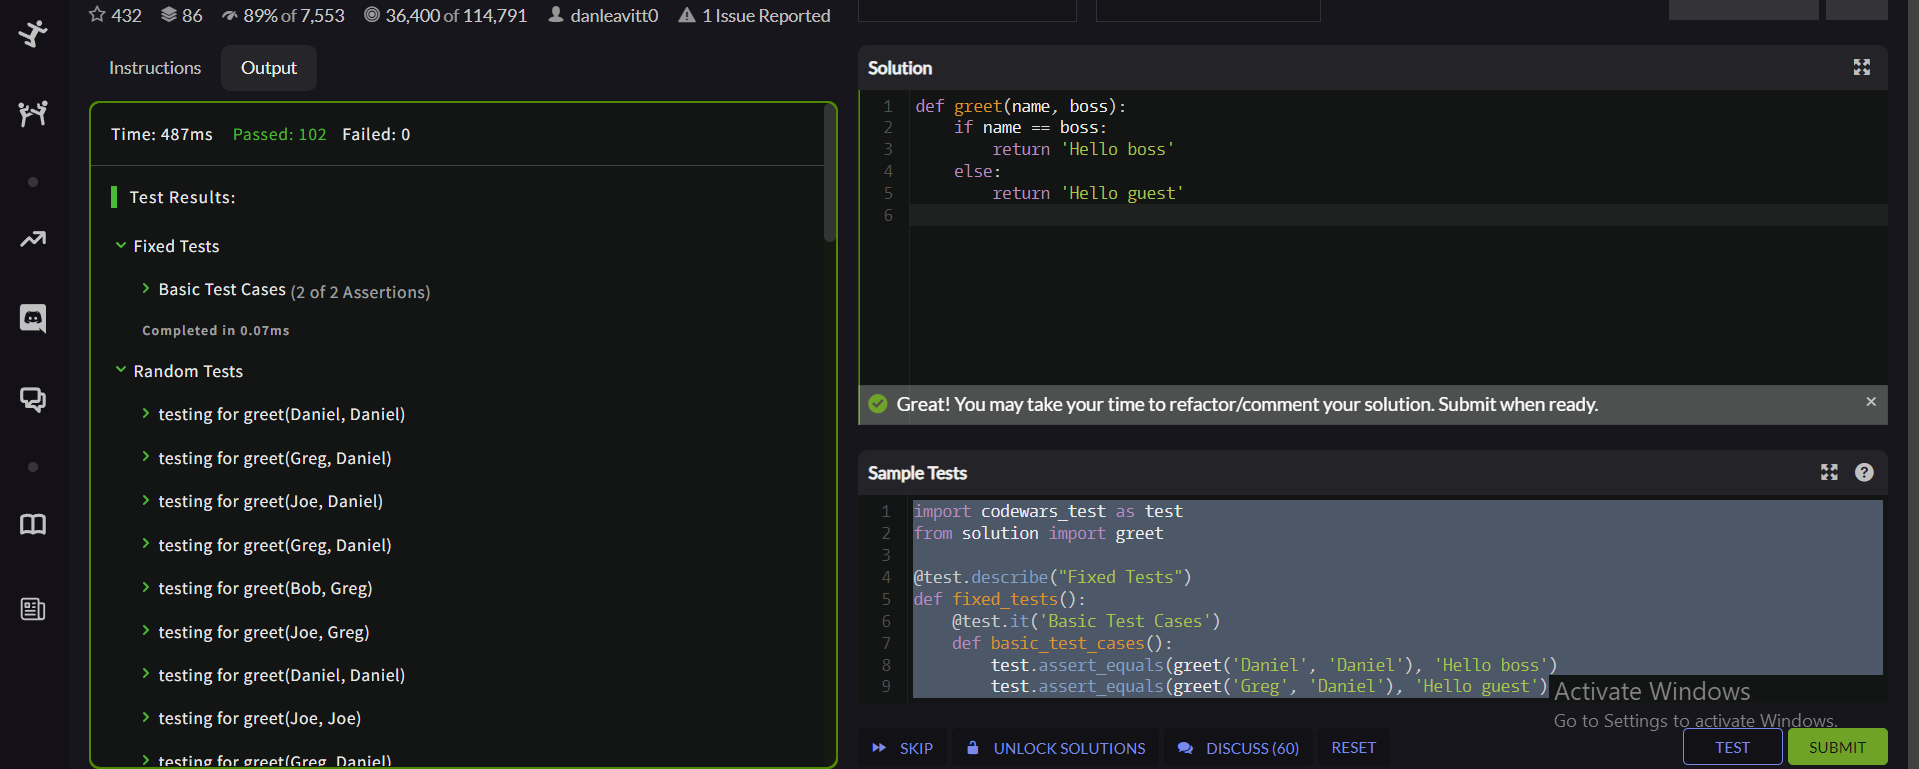 432 86 89% of 7,553 36,400 of 114,791 danleavitt0 1 Issue Reported
Instructions Output
Time: 487ms Passed: 102 Failed: 0
Test Results:
Fixed Tests
Basic Test Cases (2 of 2 Assertions)
Completed in 0.07ms
Random Tests
testing for greet(Daniel, Daniel)
testing for greet(Greg, Daniel)
testing for greet(Joe, Daniel)
testing for greet(Greg, Daniel)
testing for greet(Bob, Greg)
testing for greet(Joe, Greg)
testing for greet(Daniel, Daniel)
testing for greet(Joe, Joe)
testing for greet(Greg, Daniel)
Solution
1 def greet(name, boss):
2     if name == boss:
3         return 'Hello boss'
4     else:
5         return 'Hello guest'
6
Great! You may take your time to refactor/comment your solution. Submit when ready.
Sample Tests
1 import codewars_test as test
2 from solution import greet
3
4 @test.describe("Fixed Tests")
5 def fixed_tests():
6     @test.it('Basic Test Cases')
7     def basic_test_cases():
8         test.assert_equals(greet('Daniel', 'Daniel'), 'Hello boss')
9         test.assert_equals(greet('Greg', 'Daniel'), 'Hello guest')
Activate Windows
Go to Settings to activate Windows.
SKIP UNLOCK SOLUTIONS DISCUSS (60) RESET TEST SUBMIT